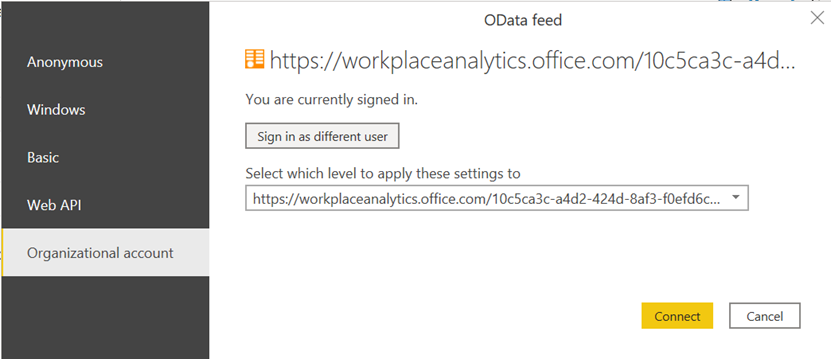 OData feed
Anonymous
Windows
Basic
Web API
Organizational account
https://workplaceanalytics.office.com/10c5ca3c-a4d...
You are currently signed in.
Sign in as different user
Select which level to apply these settings to
https://workplaceanalytics.office.com/10c5ca3c-a4d2-424d-8af3-f0efd6c...
Connect
Cancel